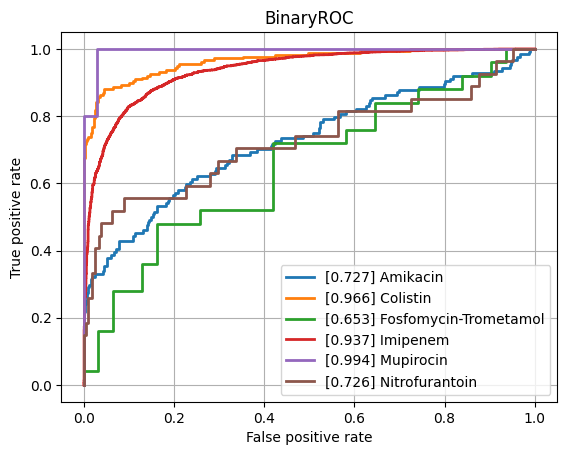 BinaryROC
True positive rate
1.0
0.8
0.6
0.4
0.2
0.0
[0.727] Amikacin
[0.966] Colistin
[0.653] Fosfomycin-Trometamol
[0.937] Imipenem
[0.994] Mupirocin
[0.726] Nitrofurantoin
0.0 0.2 0.4 0.6 0.8 1.0
False positive rate